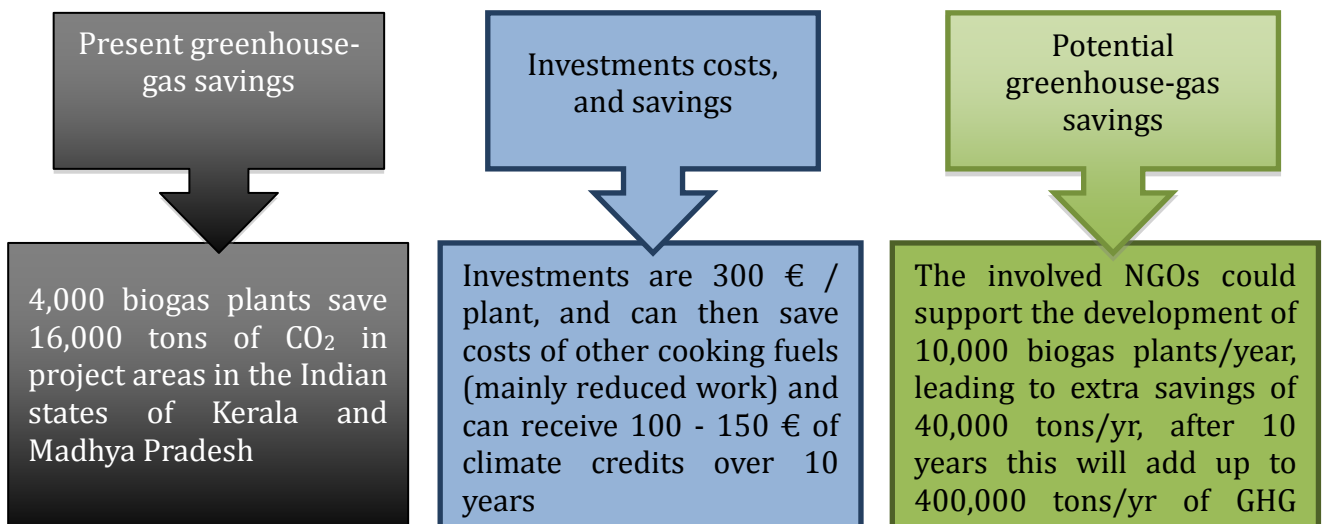 Present greenhouse-
gas savings
4,000 biogas plants save
16,000 tons of CO₂ in
project areas in the Indian
states of Kerala and
Madhya Pradesh
Investments costs,
and savings
Investments are 300 € /
plant, and can then save
costs of other cooking fuels
(mainly reduced work) and
can receive 100 - 150 € of
climate credits over 10
years
Potential
greenhouse-gas
savings
The involved NGOs could
support the development of
10,000 biogas plants/year,
leading to extra savings of
40,000 tons/yr, after 10
years this will add up to
400,000 tons/yr of GHG